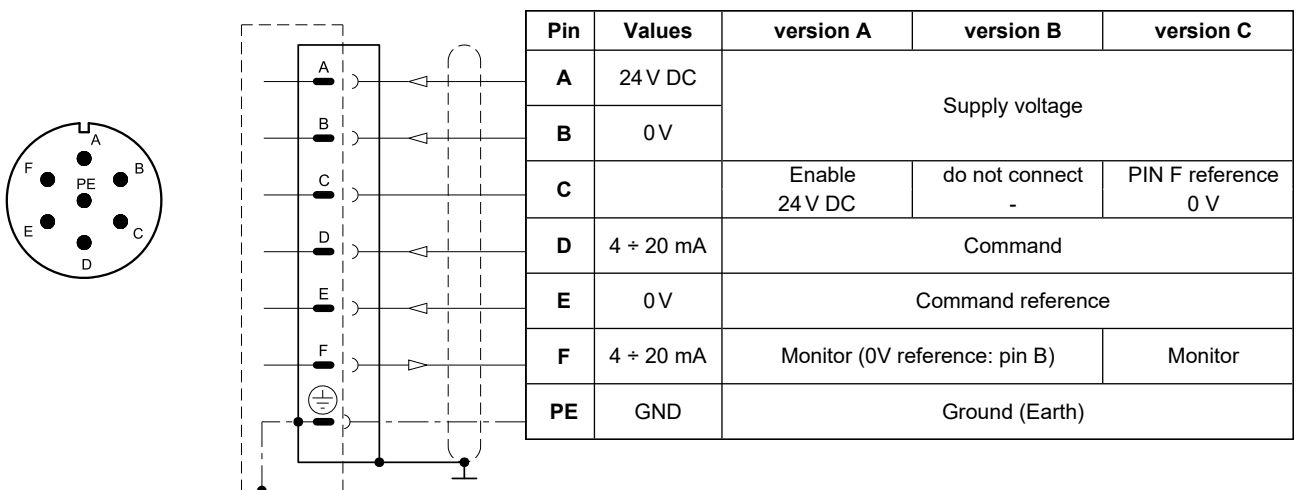 A
B
C
D
E
F
PE
A
B
C
D
E
F
Pin Values version A version B version C
A 24 V DC Supply voltage
B 0 V
C Enable do not connect PIN F reference
24 V DC - 0 V
D 4 ÷ 20 mA Command
E 0 V Command reference
F 4 ÷ 20 mA Monitor (0V reference: pin B) Monitor
PE GND Ground (Earth)